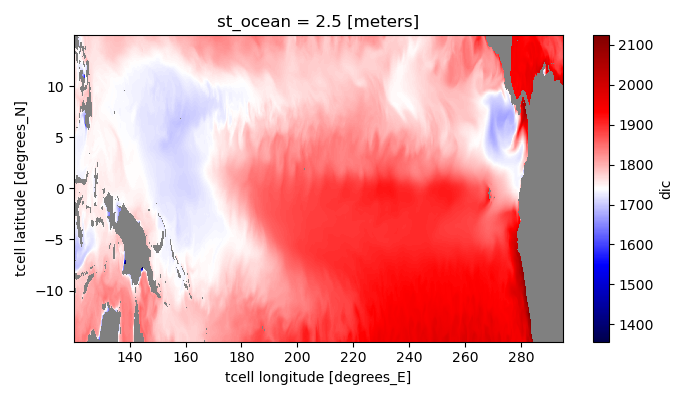 st_ocean = 2.5 [meters]
tcell latitude [degrees_N]
10
5
0
−5
−10
140 160 180 200 220 240 260 280
tcell longitude [degrees_E]
2100
2000
1900
1800
1700
1600
1500
1400
dic